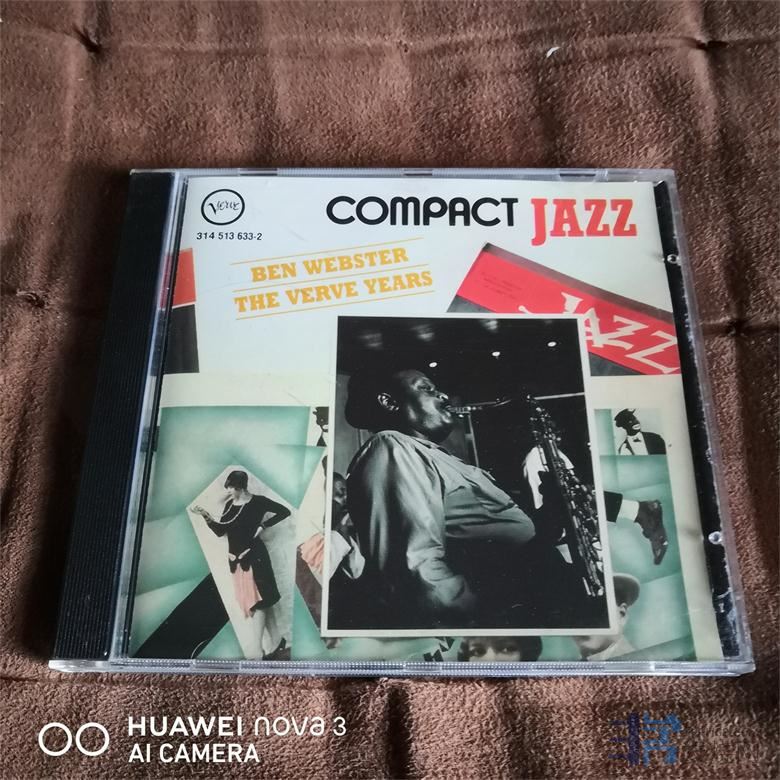 Verve
COMPACT JAZZ
314 513 633-2
BEN WEBSTER
THE VERVE YEARS
JAZZ
HUAWEI nova 3
AI CAMERA